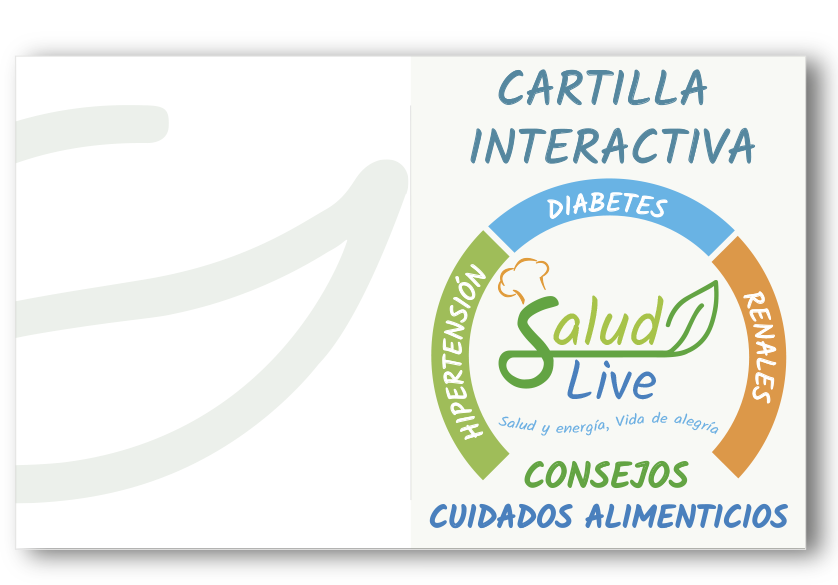 CARTILLA
INTERACTIVA
DIABETES
HIPERTENSIÓN
RENALES
Salud
Live
Salud y energía, Vida de alegría
CONSEJOS
CUIDADOS ALIMENTICIOS